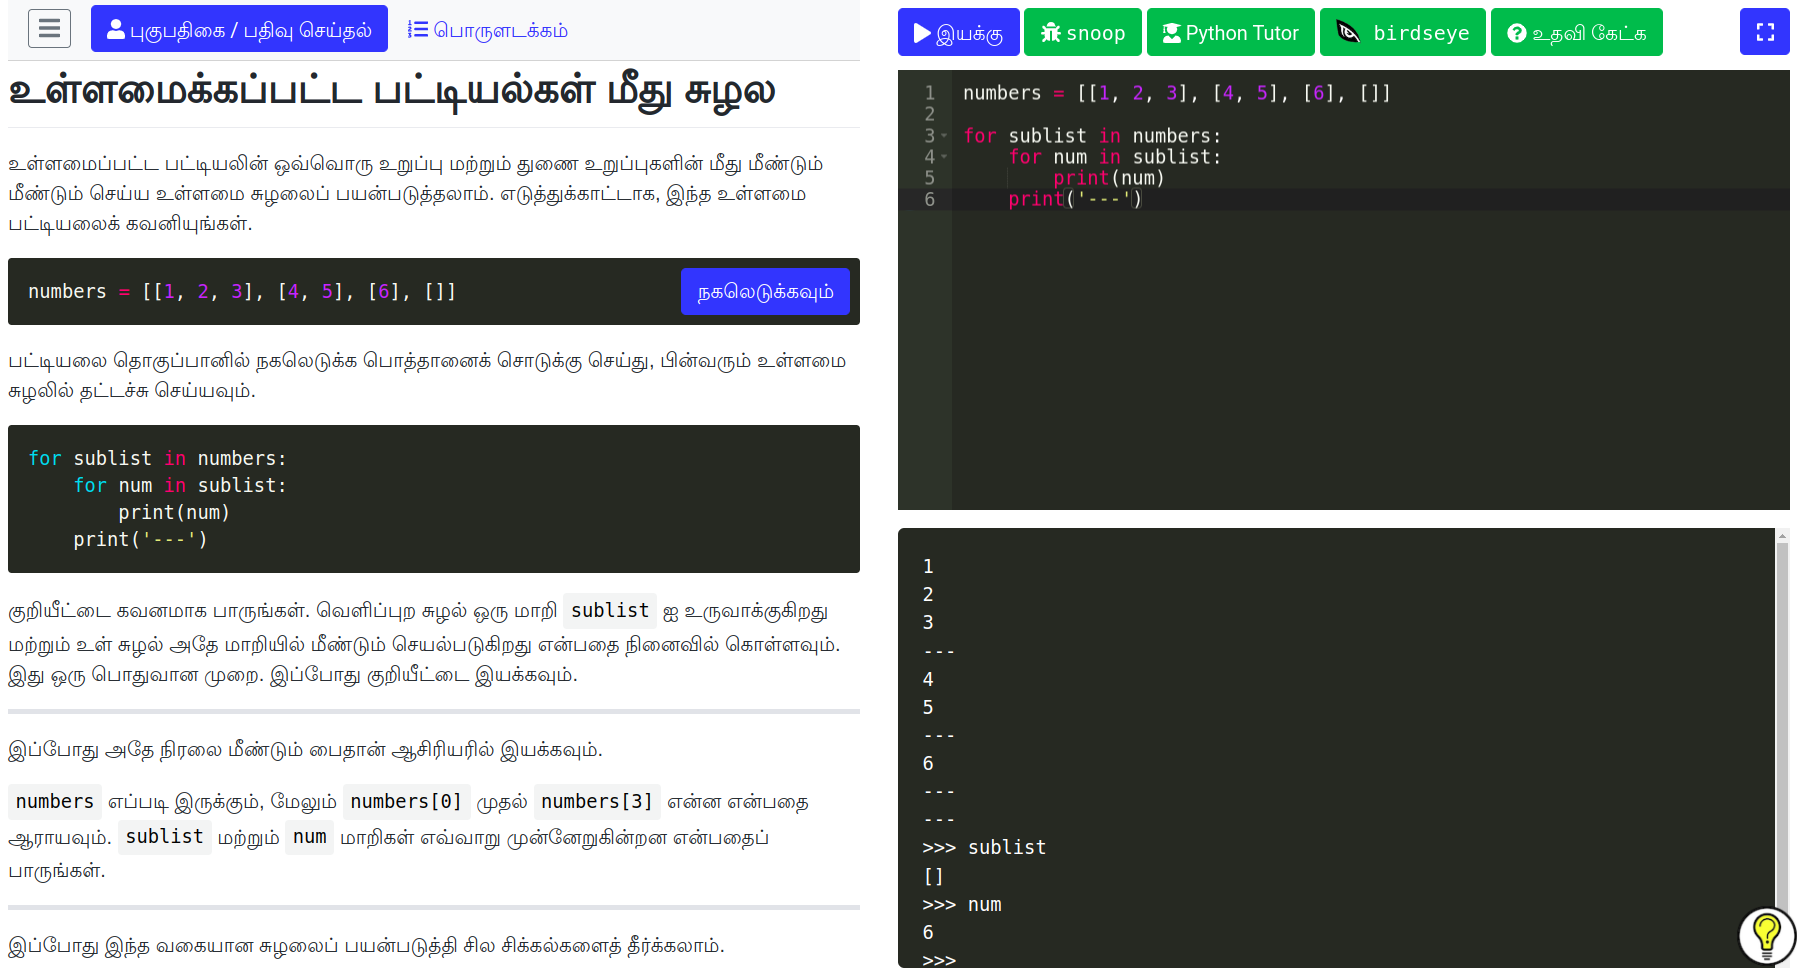 புகுபதிகை / பதிவு செய்தல் பொருளடக்கம்
உள்ளமைக்கப்பட்ட பட்டியல்கள் மீது சுழல
உள்ளமைப்பட்ட பட்டியலின் ஒவ்வொரு உறுப்பு மற்றும் துணை உறுப்புகளின் மீது மீண்டும்
மீண்டும் செய்ய உள்ளமை சுழலைப் பயன்படுத்தலாம். எடுத்துக்காட்டாக, இந்த உள்ளமை
பட்டியலைக் கவனியுங்கள்.
numbers = [[1, 2, 3], [4, 5], [6], []]
நகலெடுக்கவும்
பட்டியலை தொகுப்பானில் நகலெடுக்க பொத்தானைக் சொடுக்கு செய்து, பின்வரும் உள்ளமை
சுழலில் தட்டச்சு செய்யவும்.
for sublist in numbers:
    for num in sublist:
        print(num)
    print('---')
குறியீட்டை கவனமாக பாருங்கள். வெளிப்புற சுழல் ஒரு மாறி sublist ஐ உருவாக்குகிறது
மற்றும் உள் சுழல் அதே மாறியில் மீண்டும் செயல்படுகிறது என்பதை நினைவில் கொள்ளவும்.
இது ஒரு பொதுவான முறை. இப்போது குறியீட்டை இயக்கவும்.
இப்போது அதே நிரலை மீண்டும் பைதான் ஆசிரியரில் இயக்கவும்.
numbers எப்படி இருக்கும், மேலும் numbers[0] முதல் numbers[3] என்ன என்பதை
ஆராயவும். sublist மற்றும் num மாறிகள் எவ்வாறு முன்னேறுகின்றன என்பதைப்
பாருங்கள்.
இப்போது இந்த வகையான சுழலைப் பயன்படுத்தி சில சிக்கல்களைத் தீர்க்கலாம்.
இயக்கு snoop Python Tutor birdseye உதவி கேட்க
1 numbers = [[1, 2, 3], [4, 5], [6], []]
2
3 for sublist in numbers:
4     for num in sublist:
5         print(num)
6     print('---')
1
2
3
---
4
5
---
6
---
---
>>> sublist
[]
>>> num
6
>>>